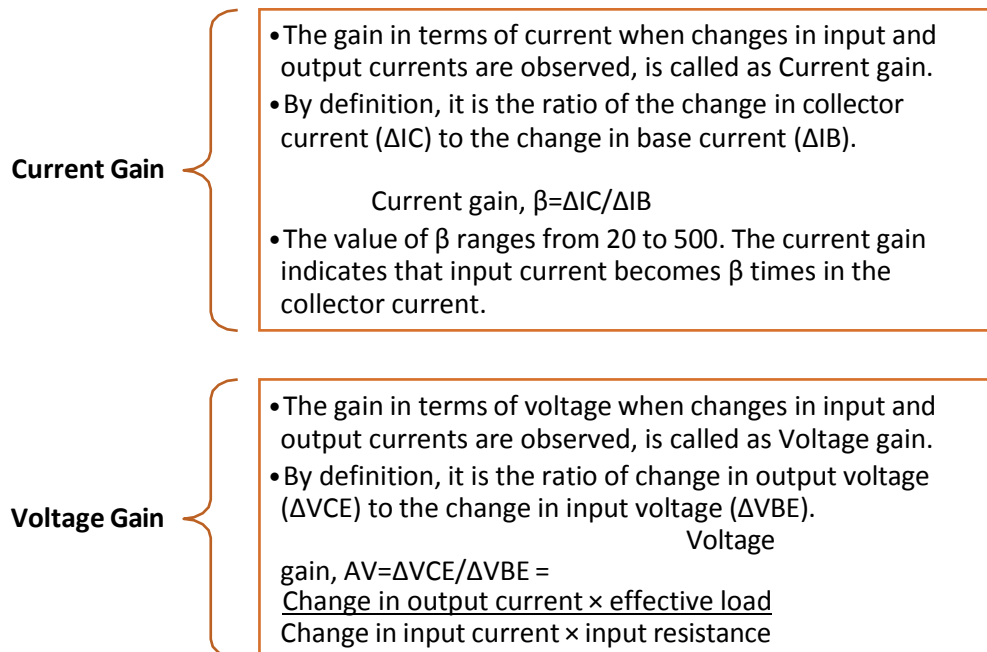 •The gain in terms of current when changes in input and
output currents are observed, is called as Current gain.
•By definition, it is the ratio of the change in collector
current (ΔIC) to the change in base current (ΔIB).
Current Gain
Current gain, β=ΔIC/ΔIB
•The value of β ranges from 20 to 500. The current gain
indicates that input current becomes β times in the
collector current.
•The gain in terms of voltage when changes in input and
output currents are observed, is called as Voltage gain.
•By definition, it is the ratio of change in output voltage
(ΔVCE) to the change in input voltage (ΔVBE).
Voltage Gain
Voltage
gain, AV=ΔVCE/ΔVBE =
Change in output current × effective load
Change in input current × input resistance